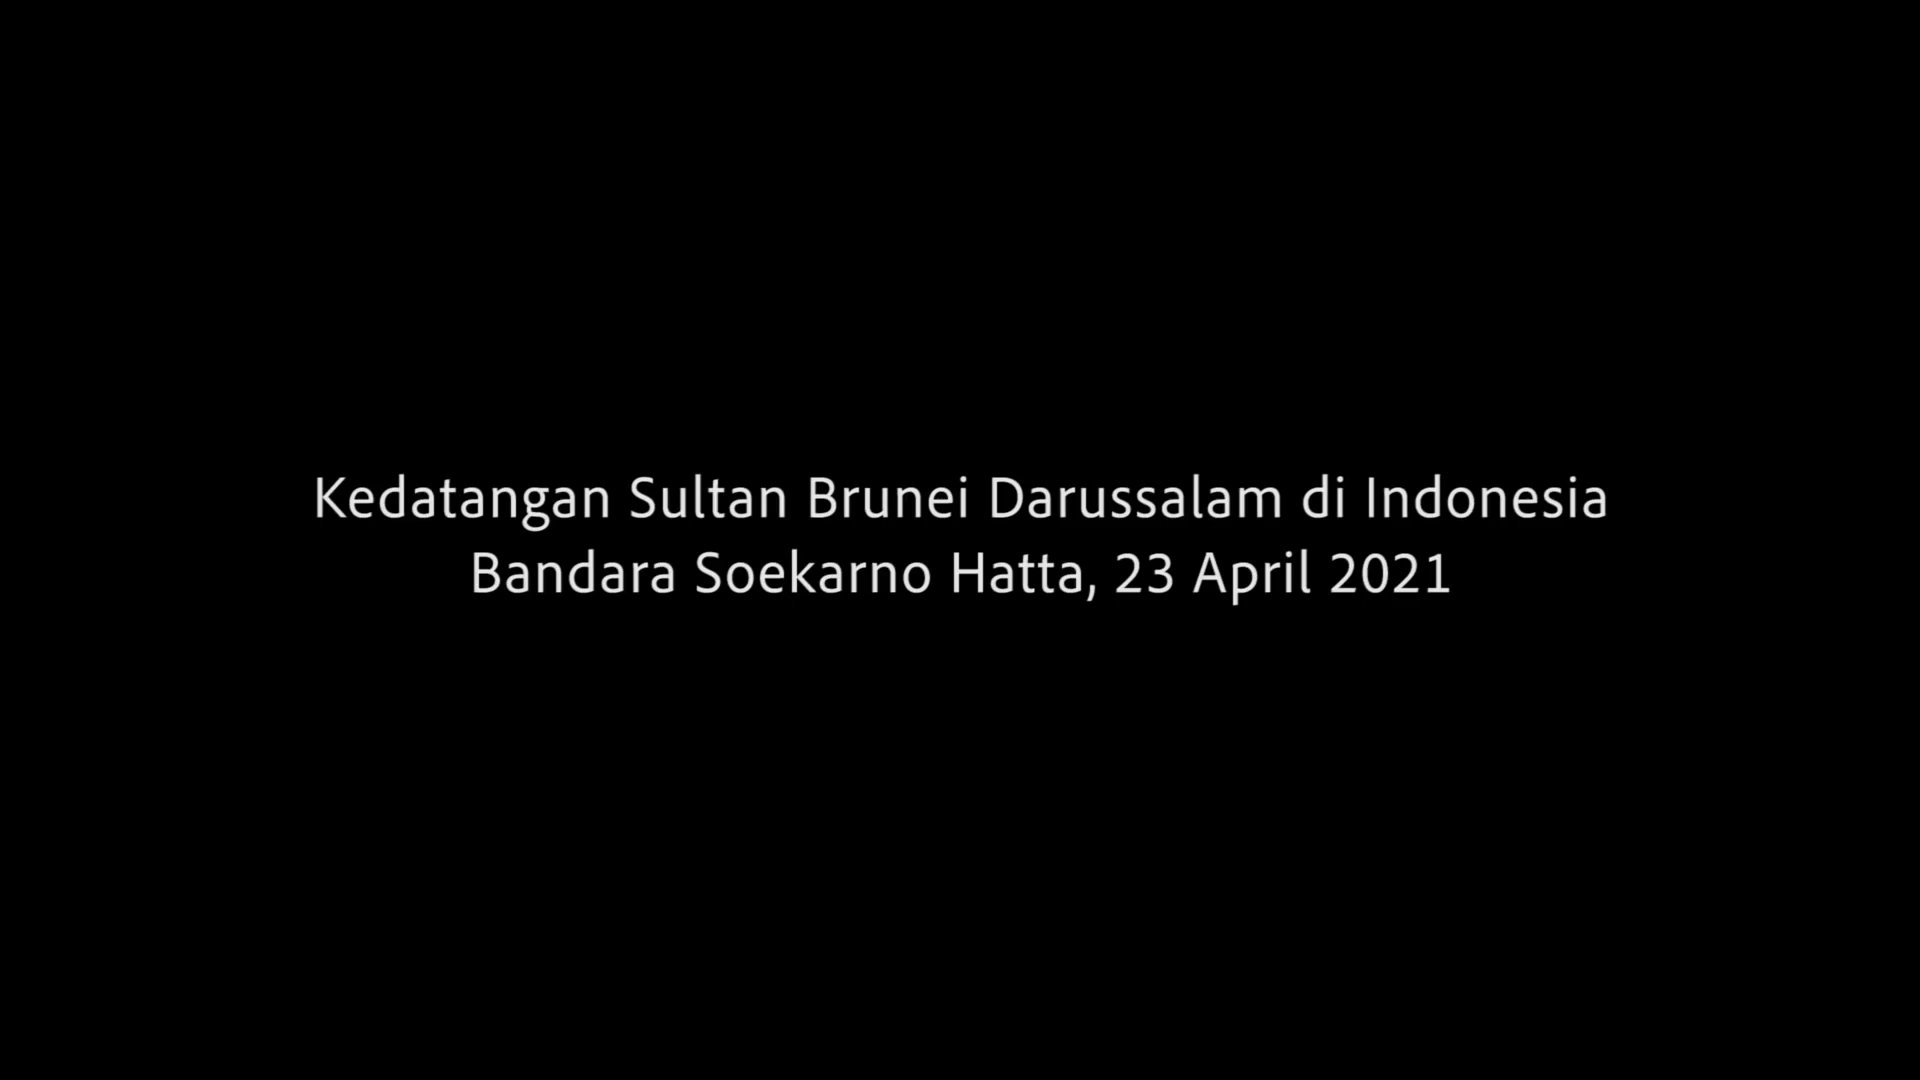 Kedatangan Sultan Brunei Darussalam di Indonesia
Bandara Soekarno Hatta, 23 April 2021